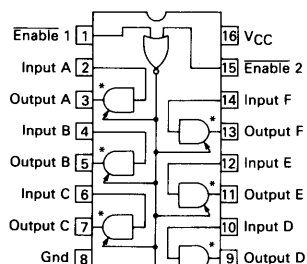 Enable 1 1
Input A 2
Output A 3
Input B 4
Output B 5
Input C 6
Output C 7
Gnd 8
16 VCC
15 Enable 2
14 Input F
13 Output F
12 Input E
11 Output E
10 Input D
9 Output D
*
*
*
*
*
*